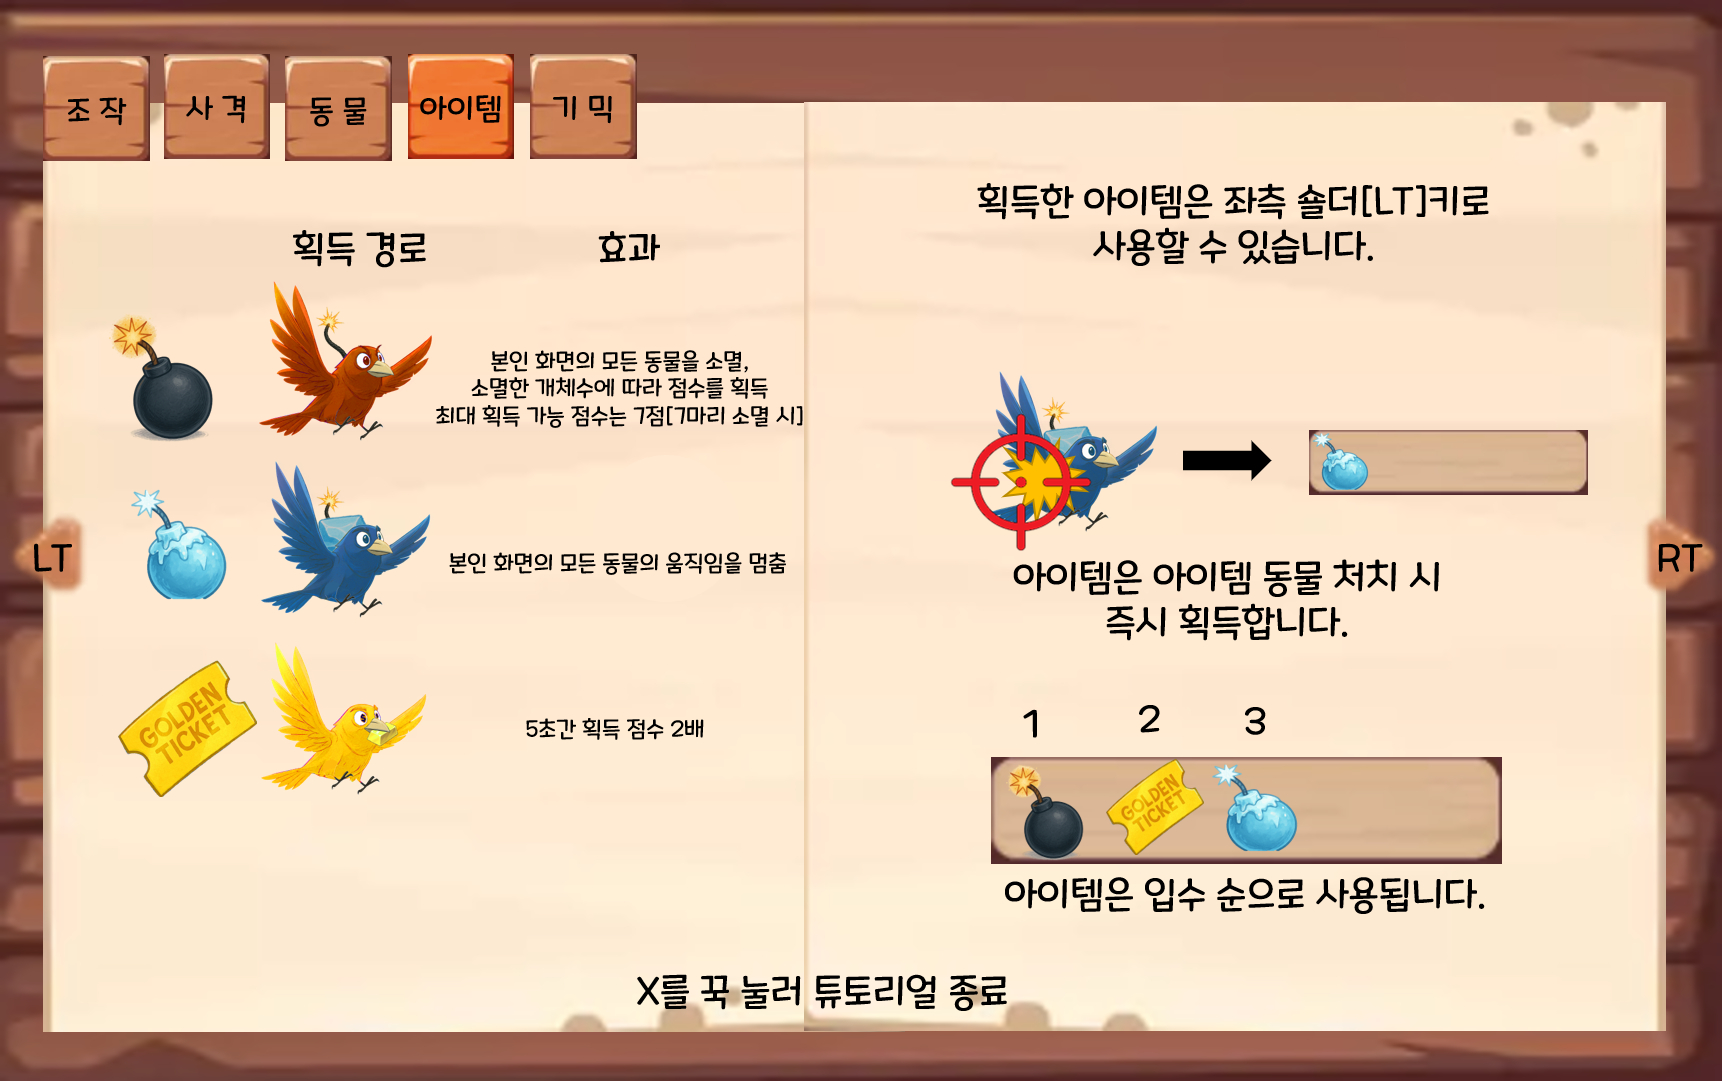 조 작
사 격
동 물
아이템
기 믹
획득 경로
효과
본인 화면의 모든 동물을 소멸,
소멸한 개체수에 따라 점수를 획득
최대 획득 가능 점수는 7점[7마리 소멸 시]
본인 화면의 모든 동물의 움직임을 멈춤
GOLDEN
TICKET
5초간 획득 점수 2배
LT
획득한 아이템은 좌측 숄더[LT]키로
사용할 수 있습니다.
아이템은 아이템 동물 처치 시
즉시 획득합니다.
1
2
3
GOLDEN
TICKET
아이템은 입수 순으로 사용됩니다.
RT
X를 꾹 눌러 튜토리얼 종료